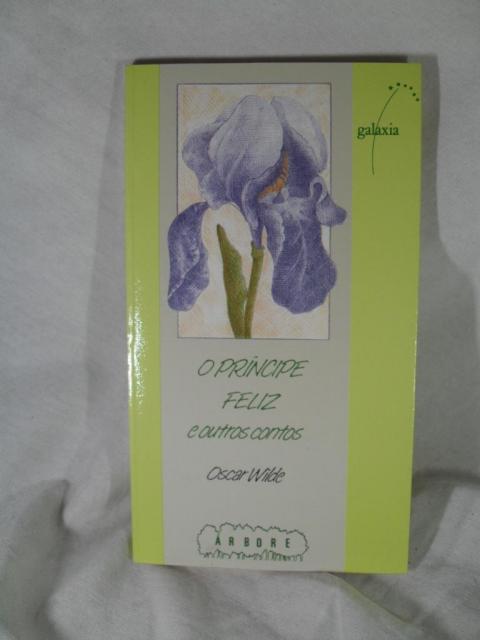 galaxia
O PRÍNCIPE
FELIZ
e outros contos
Oscar Wilde
ÁRBORE